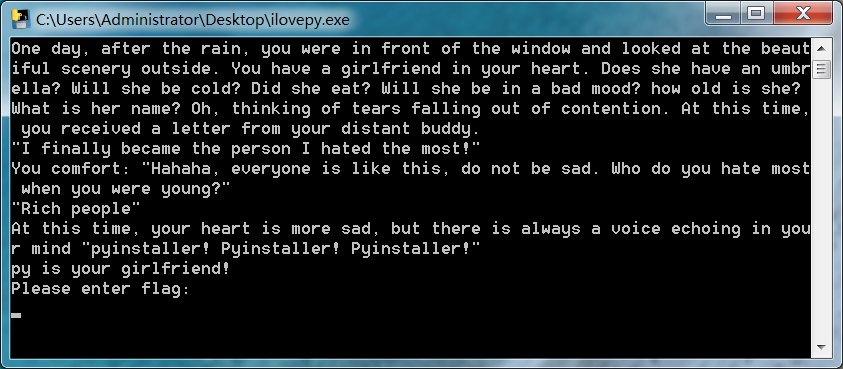 C:\Users\Administrator\Desktop\ilovepy.exe
One day, after the rain, you were in front of the window and looked at the beaut
iful scenery outside. You have a girlfriend in your heart. Does she have an umbr
ella? Will she be cold? Did she eat? Will she be in a bad mood? how old is she?
What is her name? Oh, thinking of tears falling out of contention. At this time,
 you received a letter from your distant buddy.
"I finally became the person I hated the most!"
You comfort: "Hahaha, everyone is like this, do not be sad. Who do you hate most
 when you were young?"
"Rich people"
At this time, your heart is more sad, but there is always a voice echoing in you
r mind "pyinstaller! Pyinstaller! Pyinstaller!"
py is your girlfriend!
Please enter flag: